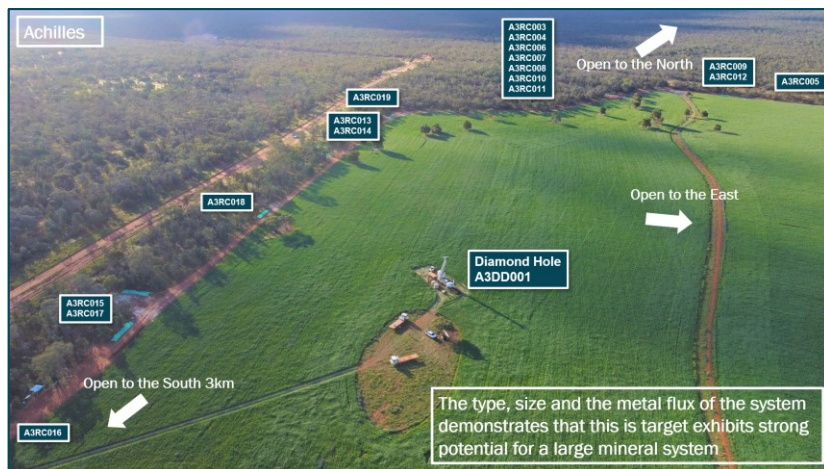 Achilles
A3RC003
A3RC004
A3RC006
A3RC007
A3RC008
A3RC010
A3RC011
Open to the North
A3RC009
A3RC012
A3RC005
A3RC019
A3RC013
A3RC014
A3RC018
Open to the East
Diamond Hole
A3DD001
A3RC015
A3RC017
Open to the South 3km
A3RC016
The type, size and the metal flux of the system
demonstrates that this is target exhibits strong
potential for a large mineral system